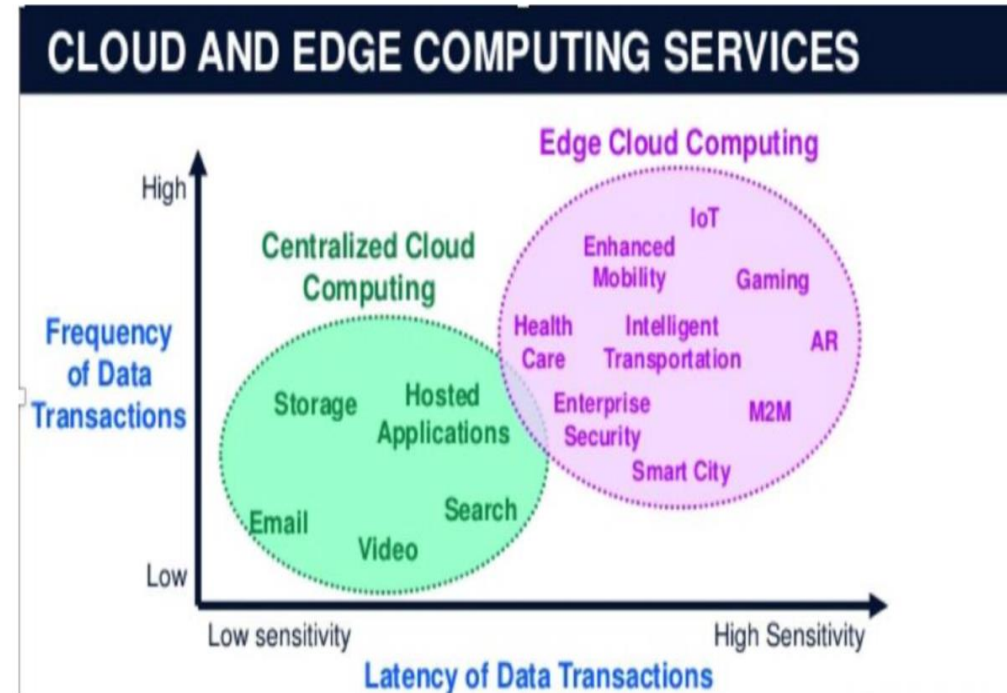 CLOUD AND EDGE COMPUTING SERVICES
Edge Cloud Computing
High
IoT
Enhanced
Mobility
Gaming
Centralized Cloud
Computing
Health
Care
Intelligent
Transportation
AR
Frequency
of Data
Transactions
Storage
Hosted
Applications
Enterprise
Security
M2M
Smart City
Email
Search
Video
Low
Low sensitivity
High Sensitivity
Latency of Data Transactions